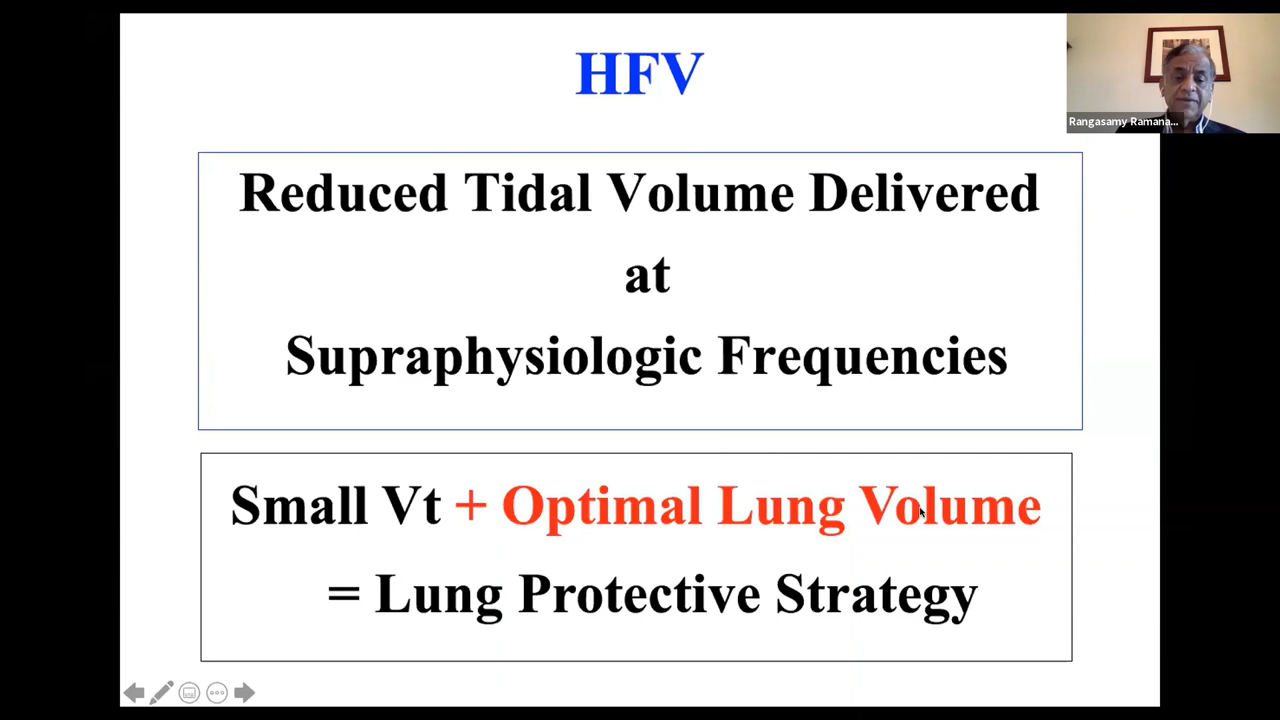 HFV
Rangasamy Ramana...
Reduced Tidal Volume Delivered
at
Supraphysiologic Frequencies
Small Vt + Optimal Lung Volume
= Lung Protective Strategy